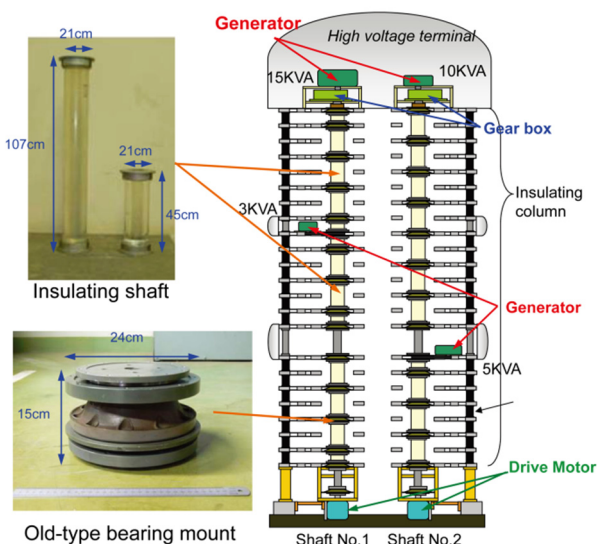 21cm
107cm
21cm
45cm
Insulating shaft
24cm
15cm
Old-type bearing mount
Generator
High voltage terminal
15KVA
10KVA
Gear box
Insulating
column
3KVA
Generator
5KVA
Drive Motor
Shaft No.1
Shaft No.2